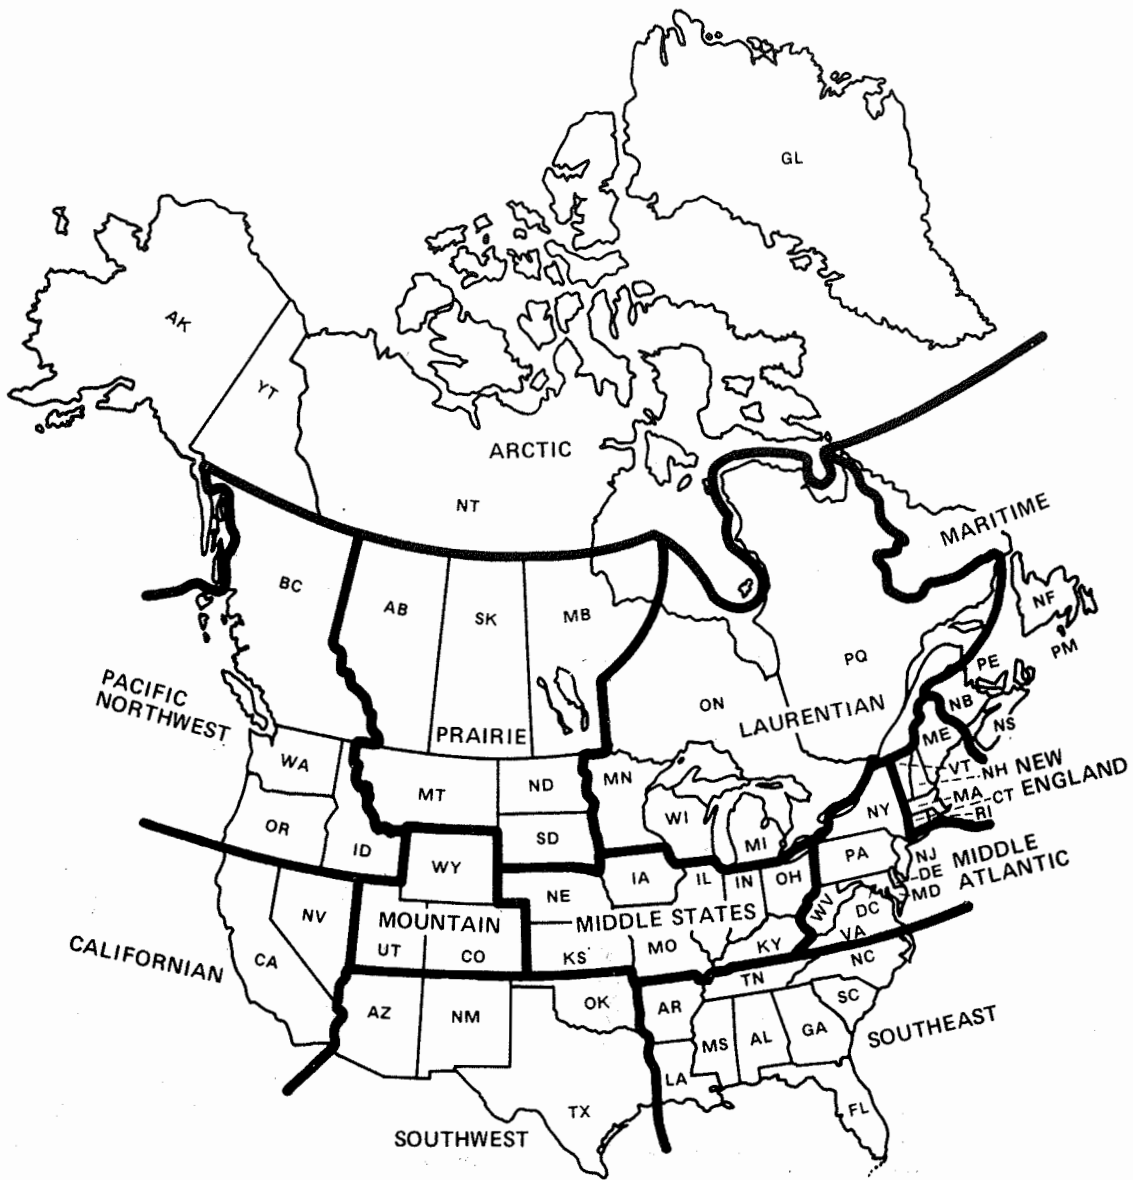 GL
AK
YT
ARCTIC
NT
MARITIME
BC
AB
SK
MB
NF
PM
PE
PQ
ON
NB
NS
PACIFIC
NORTHWEST
LAURENTIAN
PRAIRIE
ME
WA
MT
ND
MN
VT
NH
NEW
ENGLAND
MA
CT
RI
NY
WI
MI
OR
ID
SD
WY
PA
NJ
MIDDLE
ATLANTIC
DE
MD
IA
IL
IN
OH
NE
WV
DC
VA
NV
MOUNTAIN
MIDDLE STATES
CALIFORNIAN
CA
UT
CO
KS
MO
KY
NC
TN
AZ
NM
OK
AR
SC
SOUTHEAST
MS
AL
GA
LA
TX
FL
SOUTHWEST